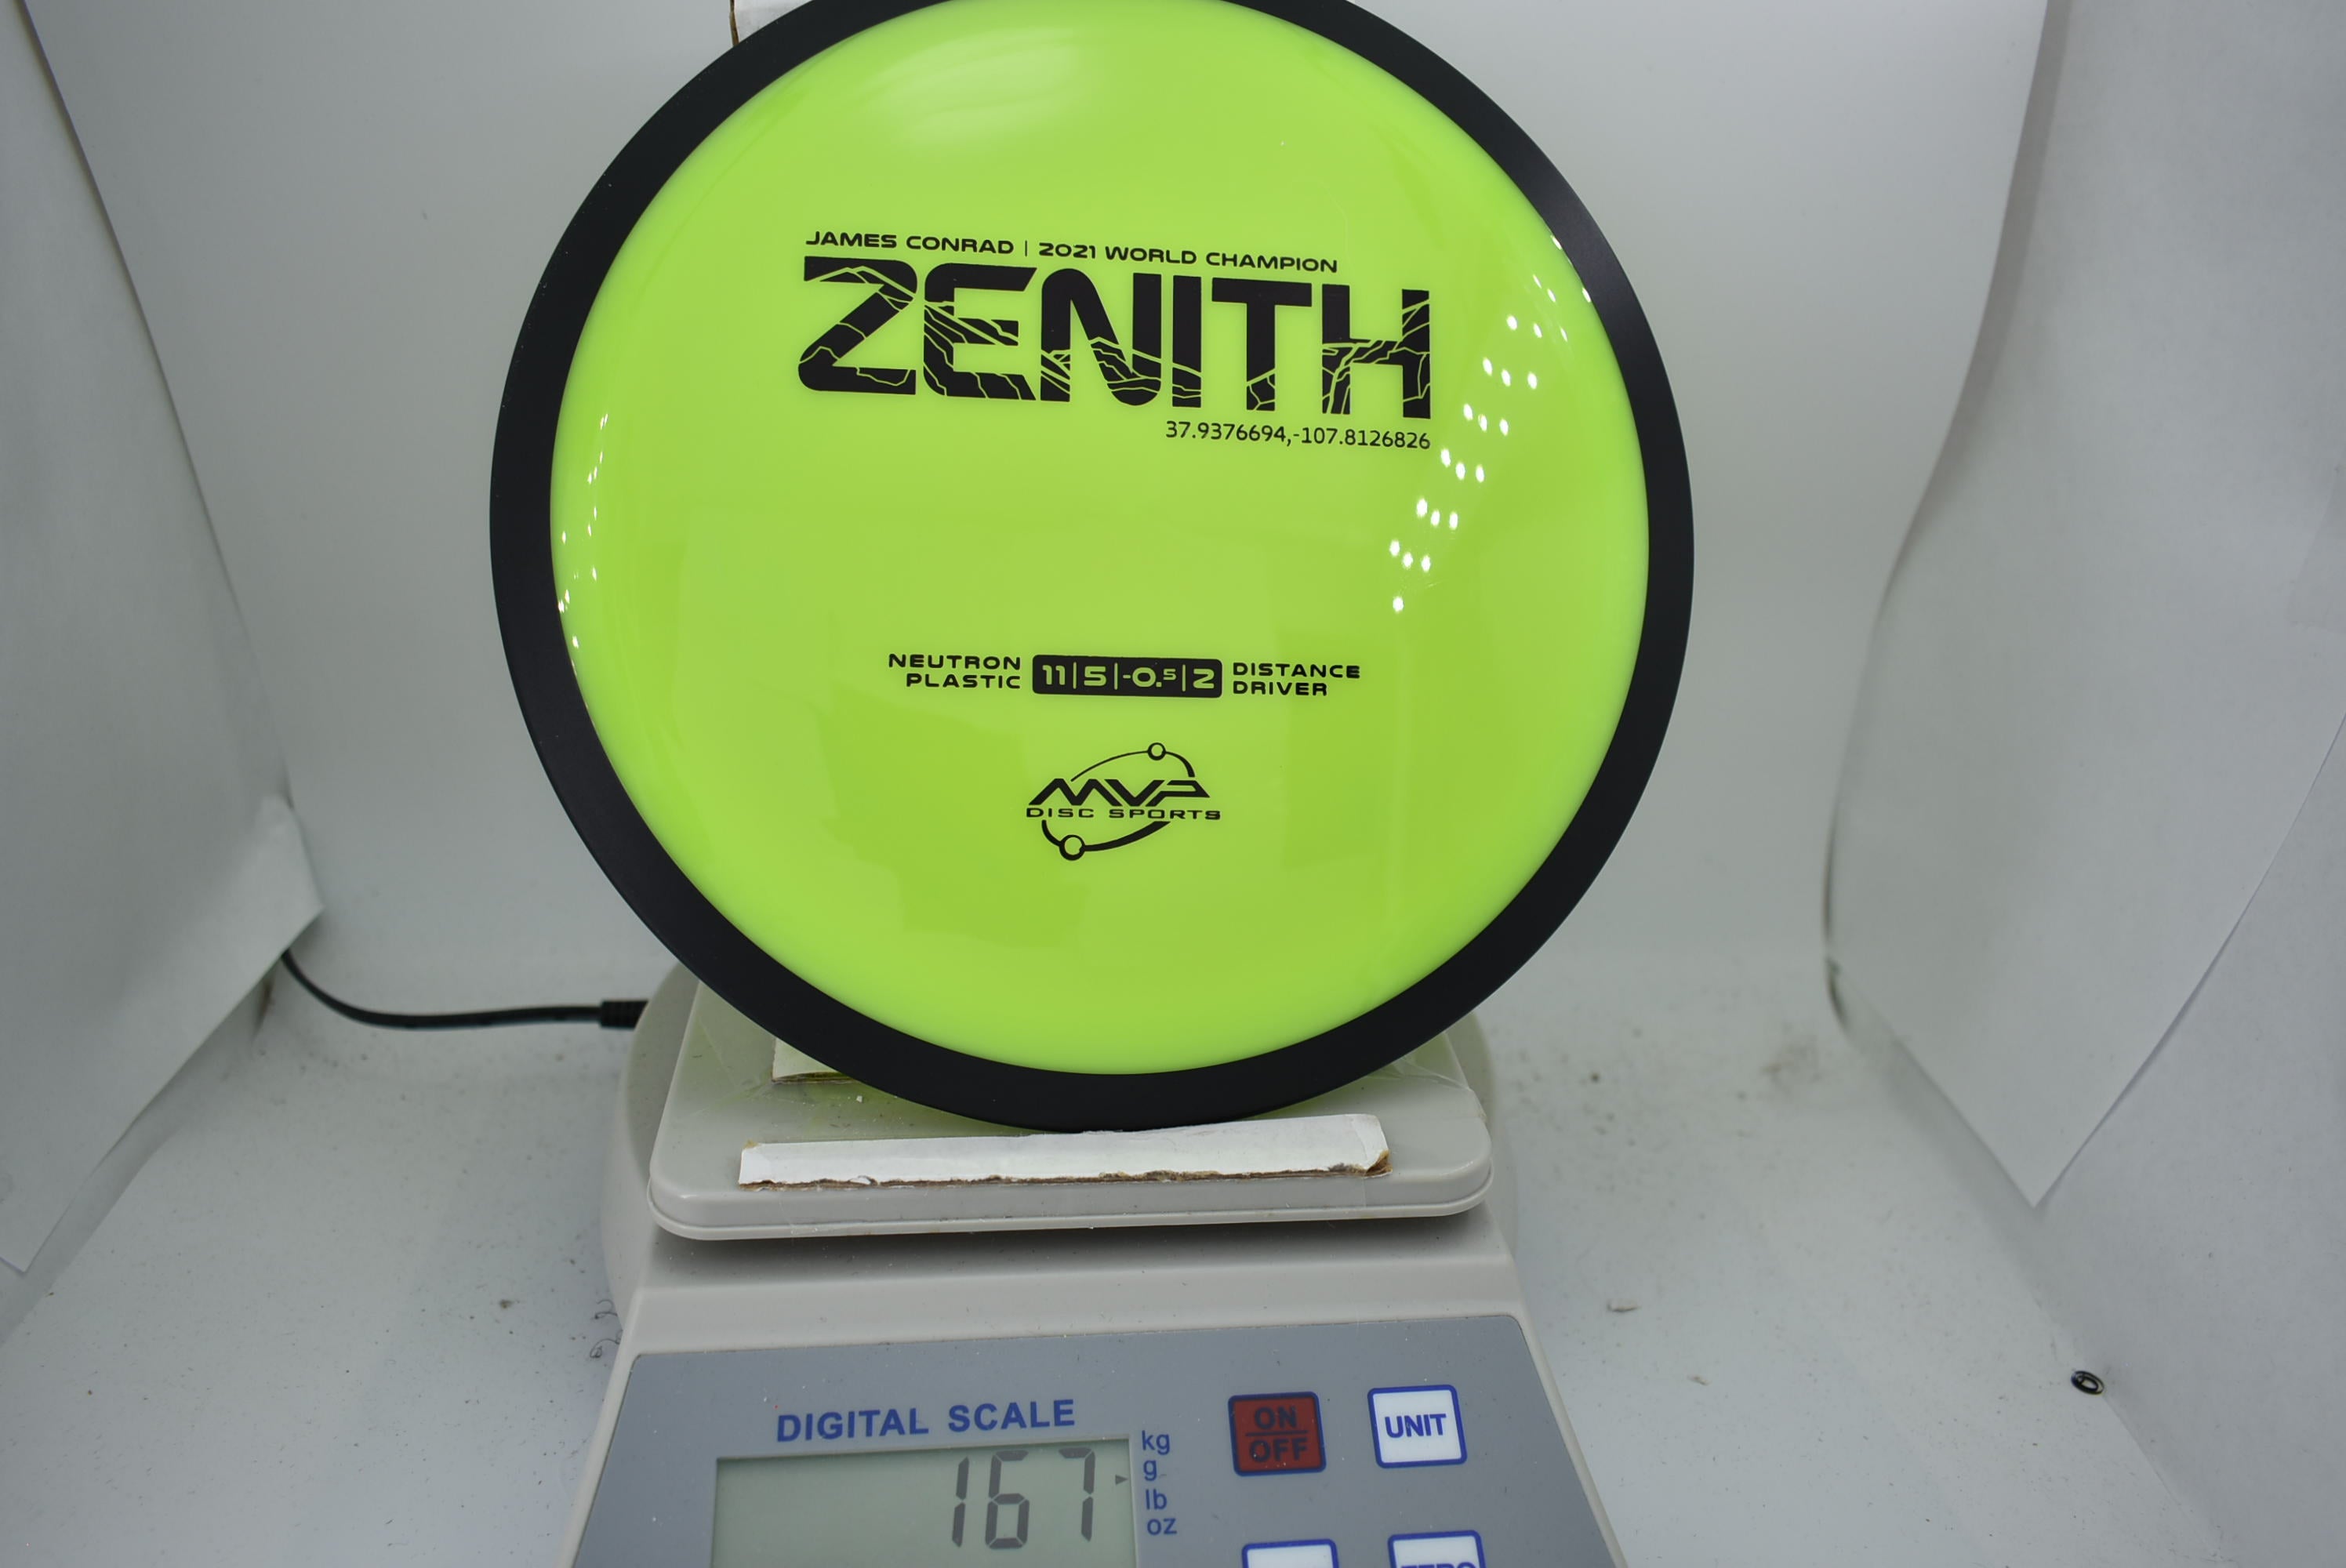 JAMES CONRAD | 2021 WORLD CHAMPION
ZENITH
37.9376694,-107.8126826
NEUTRON PLASTIC
11|5|-0.5|2
DISTANCE DRIVER
MVP
DISC SPORTS
DIGITAL SCALE
ON
OFF
UNIT
167
kg
g
lb
oz
ZERO